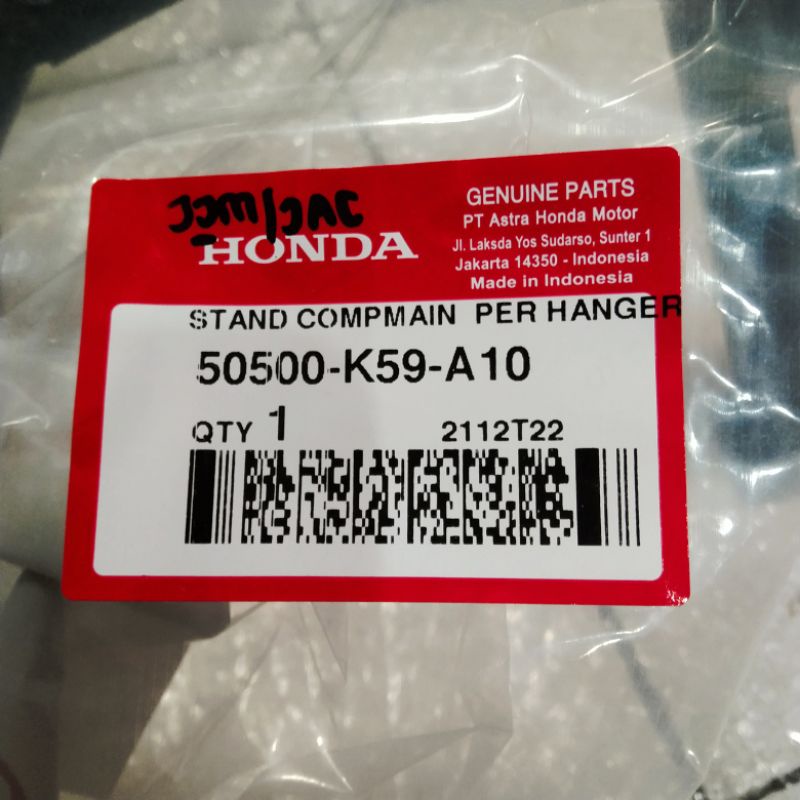 HONDA
GENUINE PARTS
PT Astra Honda Motor
Jl. Laksda Yos Sudarso, Sunter 1
Jakarta 14350 - Indonesia
Made in Indonesia
STAND COMPMAIN PER HANGER
50500-K59-A10
QTY 1 2112T22